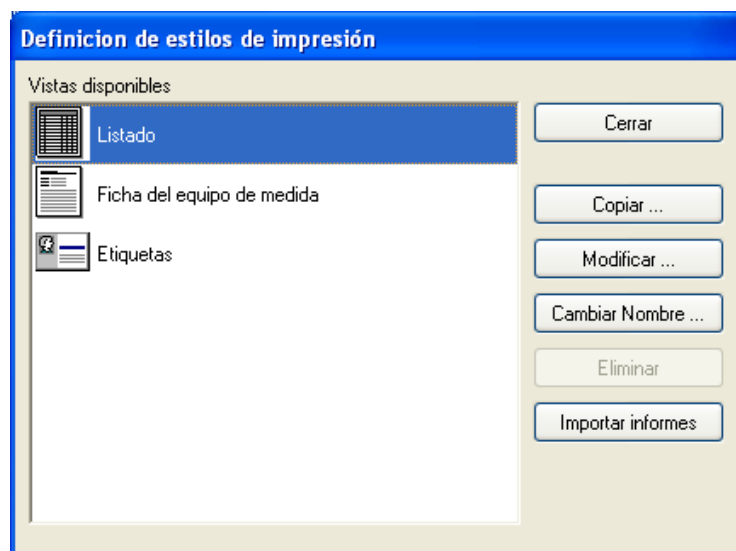 Definicion de estilos de impresión
Vistas disponibles
Listado
Ficha del equipo de medida
Etiquetas
Cerrar
Copiar ...
Modificar ...
Cambiar Nombre ...
Eliminar
Importar informes